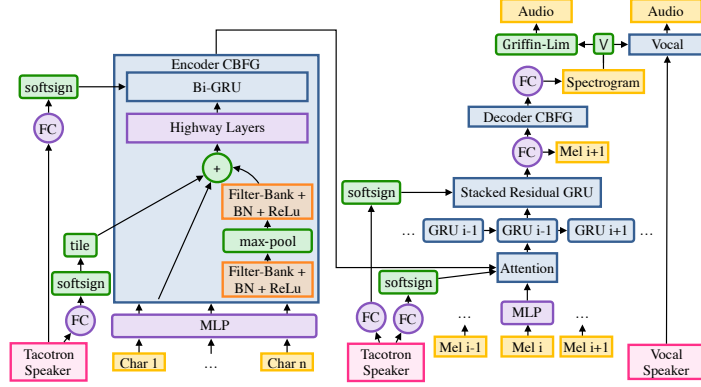 Audio
Audio
Griffin-Lim
V
Vocal
FC
Spectrogram
Decoder CBFG
FC
Mel i+1
Encoder CBFG
softsign
Bi-GRU
FC
Highway Layers
+
softsign
Stacked Residual GRU
Filter-Bank +
BN + ReLu
... GRU i-1 GRU i-1 GRU i+1 ...
tile
max-pool
softsign
Filter-Bank +
BN + ReLu
softsign
Attention
FC
MLP
FC
FC
...
MLP
...
Tacotron
Speaker
Char 1
...
Char n
Tacotron
Speaker
Mel i-1
Mel i
Mel i+1
Vocal
Speaker